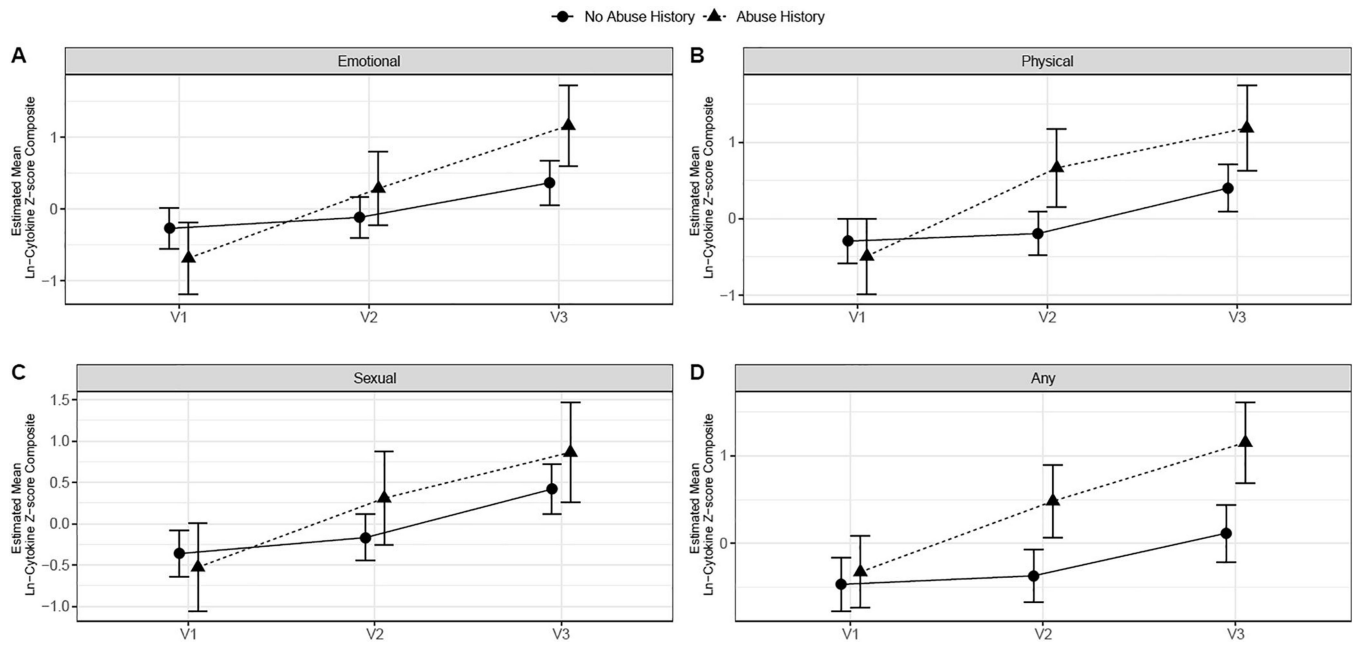 No Abuse History Abuse History
A
Emotional
Estimated Mean
Ln−Cytokine Z−score Composite
1
0
−1
V1 V2 V3
B
Physical
Estimated Mean
Ln−Cytokine Z−score Composite
1
0
−1
V1 V2 V3
C
Sexual
Estimated Mean
Ln−Cytokine Z−score Composite
1.5
1.0
0.5
0.0
−0.5
−1.0
V1 V2 V3
D
Any
Estimated Mean
Ln−Cytokine Z−score Composite
1
0
V1 V2 V3